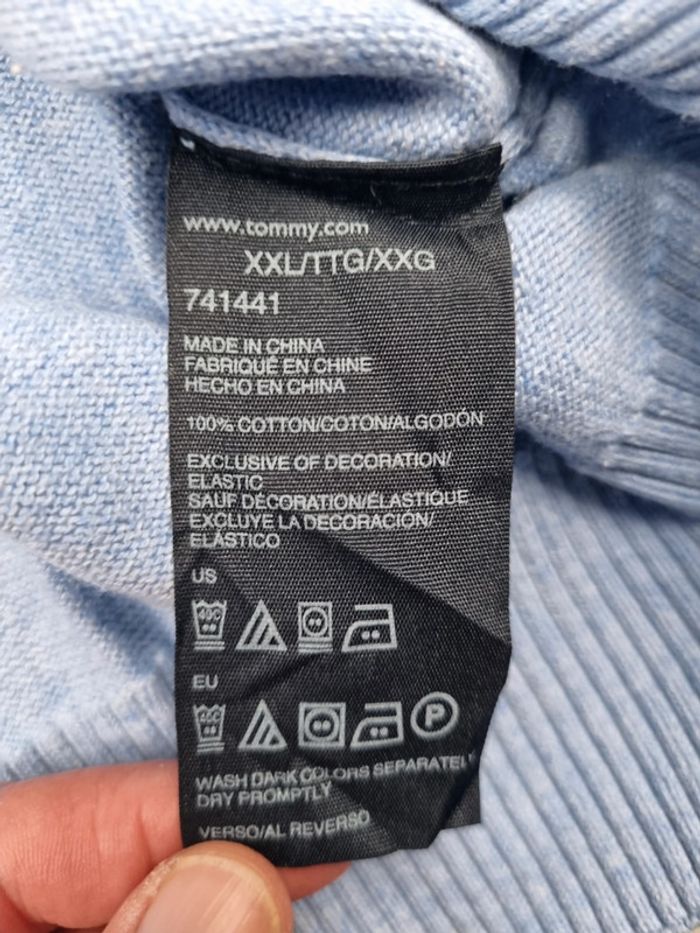 www.tommy.com
XXL/TTG/XXG
741441
MADE IN CHINA
FABRIQUÉ EN CHINE
HECHO EN CHINA
100% COTTON/COTON/ALGODÓN
EXCLUSIVE OF DECORATION/
ELASTIC
SAUF DÉCORATION/ÉLASTIQUE
EXCLUYE LA DECORACIÓN/
ELÁSTICO
US
40C
EU
40C
P
WASH DARK COLORS SEPARATELY
DRY PROMPTLY
VERSO/AL REVERSO